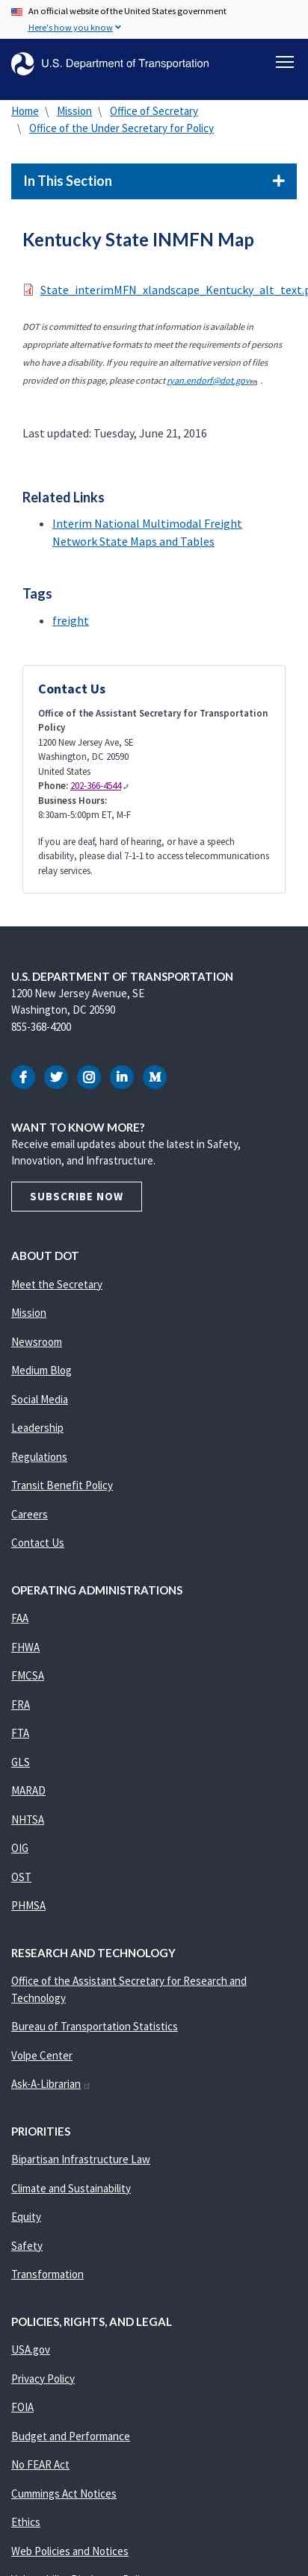 An official website of the United States government
Here's how you know
U.S. Department of Transportation
Home \ Mission \ Office of Secretary
\ Office of the Under Secretary for Policy
In This Section
Kentucky State INMFN Map
State_interimMFN_xlandscape_Kentucky_alt_text.p
DOT is committed to ensuring that information is available in
appropriate alternative formats to meet the requirements of persons
who have a disability. If you require an alternative version of files
provided on this page, please contact ryan.endorf@dot.gov .
Last updated: Tuesday, June 21, 2016
Related Links
Interim National Multimodal Freight
Network State Maps and Tables
Tags
freight
Contact Us
Office of the Assistant Secretary for Transportation
Policy
1200 New Jersey Ave, SE
Washington, DC 20590
United States
Phone: 202-366-4544
Business Hours:
8:30am-5:00pm ET, M-F
If you are deaf, hard of hearing, or have a speech
disability, please dial 7-1-1 to access telecommunications
relay services.
U.S. DEPARTMENT OF TRANSPORTATION
1200 New Jersey Avenue, SE
Washington, DC 20590
855-368-4200
WANT TO KNOW MORE?
Receive email updates about the latest in Safety,
Innovation, and Infrastructure.
SUBSCRIBE NOW
ABOUT DOT
Meet the Secretary
Mission
Newsroom
Medium Blog
Social Media
Leadership
Regulations
Transit Benefit Policy
Careers
Contact Us
OPERATING ADMINISTRATIONS
FAA
FHWA
FMCSA
FRA
FTA
GLS
MARAD
NHTSA
OIG
OST
PHMSA
RESEARCH AND TECHNOLOGY
Office of the Assistant Secretary for Research and
Technology
Bureau of Transportation Statistics
Volpe Center
Ask-A-Librarian
PRIORITIES
Bipartisan Infrastructure Law
Climate and Sustainability
Equity
Safety
Transformation
POLICIES, RIGHTS, AND LEGAL
USA.gov
Privacy Policy
FOIA
Budget and Performance
No FEAR Act
Cummings Act Notices
Ethics
Web Policies and Notices